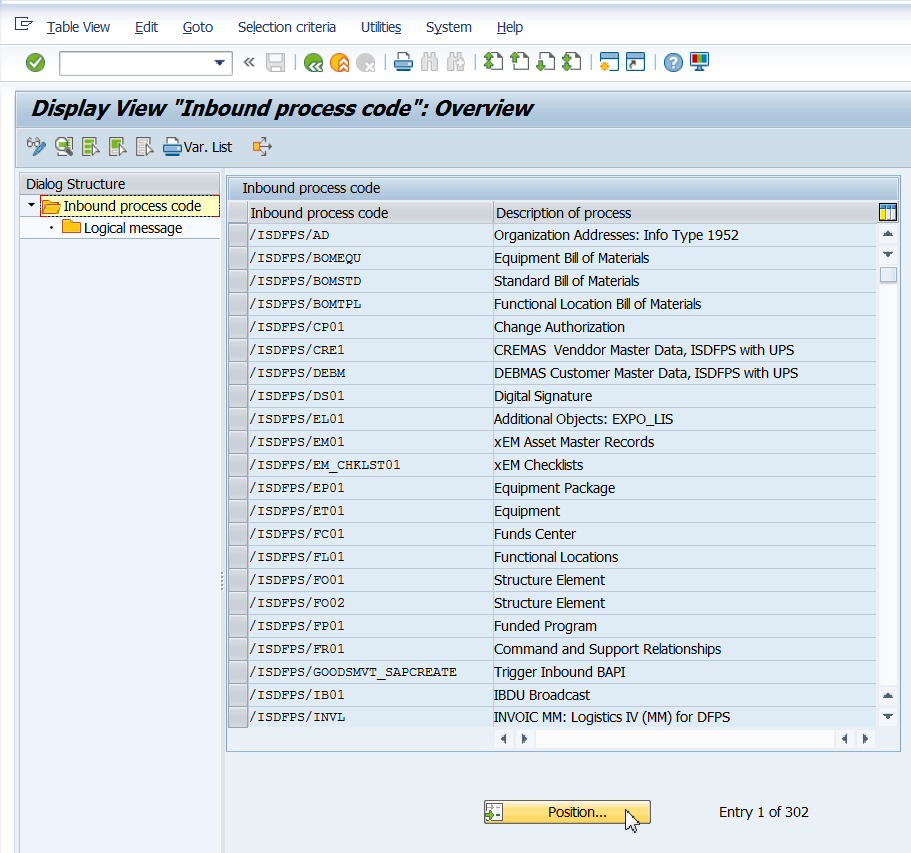 Table View Edit Goto Selection criteria Utilities System Help
Display View "Inbound process code": Overview
Var. List
Dialog Structure
Inbound process code
Logical message
Inbound process code
Inbound process code Description of process
/ISDFPS/AD Organization Addresses: Info Type 1952
/ISDFPS/BOMEQU Equipment Bill of Materials
/ISDFPS/BOMSTD Standard Bill of Materials
/ISDFPS/BOMTPL Functional Location Bill of Materials
/ISDFPS/CP01 Change Authorization
/ISDFPS/CRE1 CREMAS  Venddor Master Data, ISDFPS with UPS
/ISDFPS/DEBM DEBMAS Customer Master Data, ISDFPS with UPS
/ISDFPS/DS01 Digital Signature
/ISDFPS/EL01 Additional Objects: EXPO_LIS
/ISDFPS/EM01 xEM Asset Master Records
/ISDFPS/EM_CHKLST01 xEM Checklists
/ISDFPS/EP01 Equipment Package
/ISDFPS/ET01 Equipment
/ISDFPS/FC01 Funds Center
/ISDFPS/FL01 Functional Locations
/ISDFPS/FO01 Structure Element
/ISDFPS/FO02 Structure Element
/ISDFPS/FP01 Funded Program
/ISDFPS/FR01 Command and Support Relationships
/ISDFPS/GOODSMVT_SAPCREATE Trigger Inbound BAPI
/ISDFPS/IB01 IBDU Broadcast
/ISDFPS/INVL INVOIC MM: Logistics IV (MM) for DFPS
Position... Entry 1 of 302